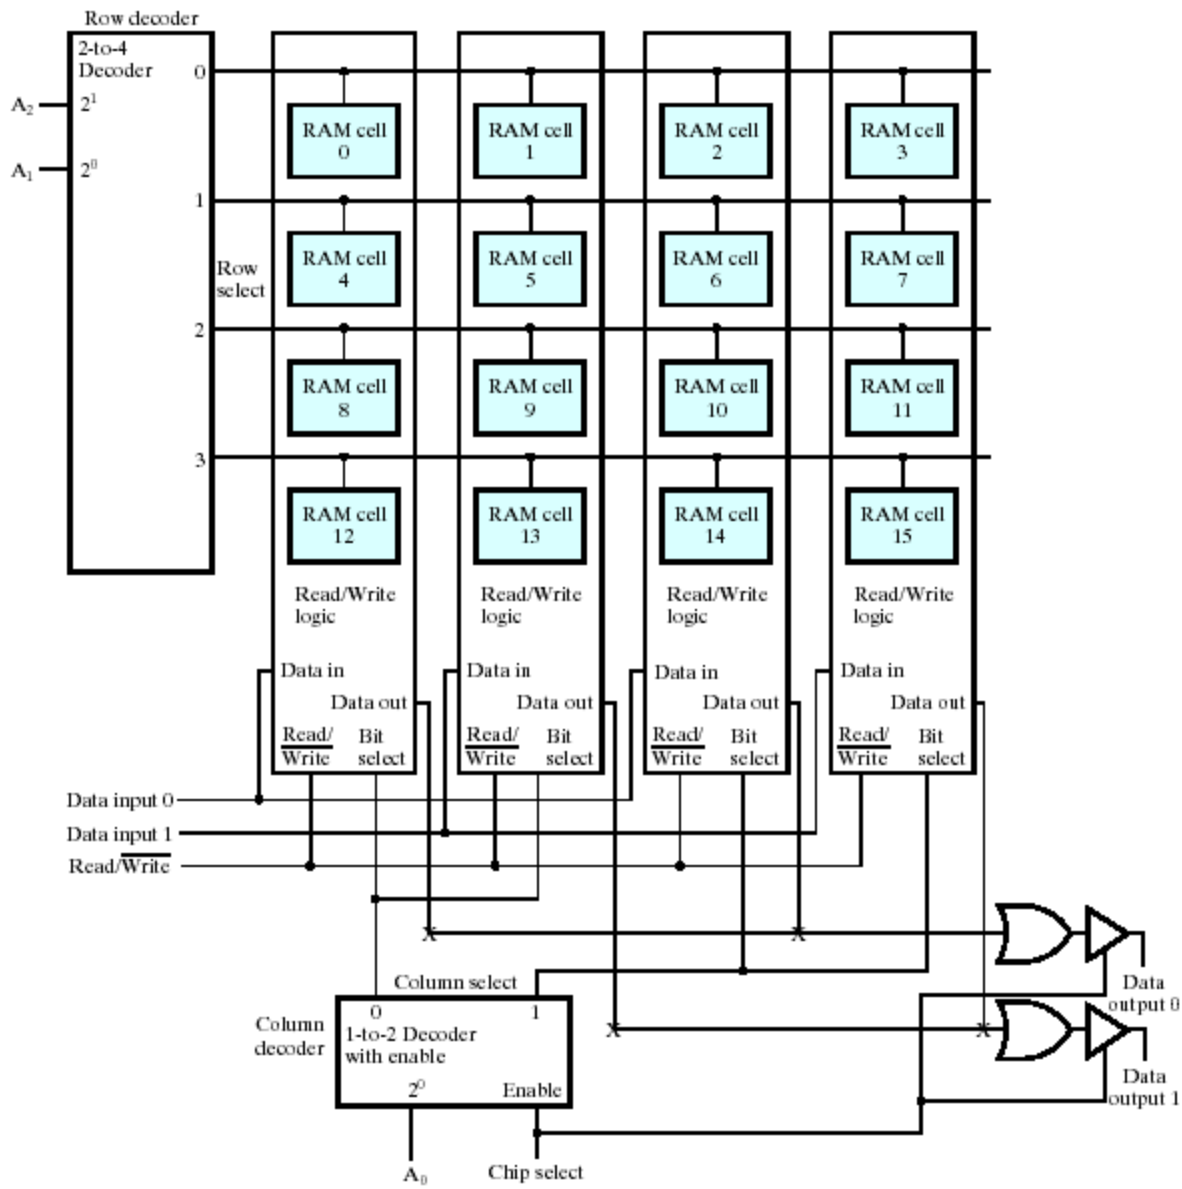 Row decoder
2-to-4
Decoder
A₂
2¹
A₁
2⁰
0
1
2
3
Row
select
RAM cell
0
RAM cell
1
RAM cell
2
RAM cell
3
RAM cell
4
RAM cell
5
RAM cell
6
RAM cell
7
RAM cell
8
RAM cell
9
RAM cell
10
RAM cell
11
RAM cell
12
RAM cell
13
RAM cell
14
RAM cell
15
Read/Write
logic
Read/Write
logic
Read/Write
logic
Read/Write
logic
Data in
Data out
Read/
Write
Bit
select
Data in
Data out
Read/
Write
Bit
select
Data in
Data out
Read/
Write
Bit
select
Data in
Data out
Read/
Write
Bit
select
Data input 0
Data input 1
Read/Write
X
X
X
X
Column select
Column
decoder
0
1
1-to-2 Decoder
with enable
2⁰
Enable
A₀
Chip select
Data
output 0
Data
output 1